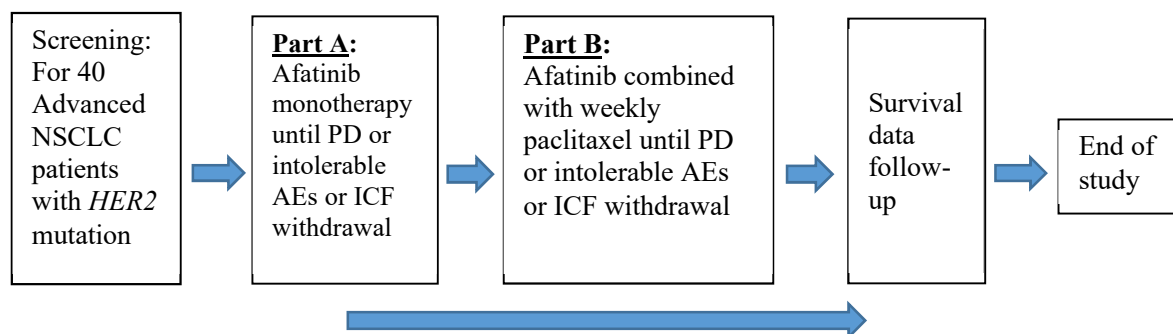 Screening:
For 40
Advanced
NSCLC
patients
with HER2
mutation
Part A:
Afatinib
monotherapy
until PD or
intolerable
AEs or ICF
withdrawal
Part B:
Afatinib combined
with weekly
paclitaxel until PD
or intolerable AEs
or ICF withdrawal
Survival
data
follow-
up
End of
study